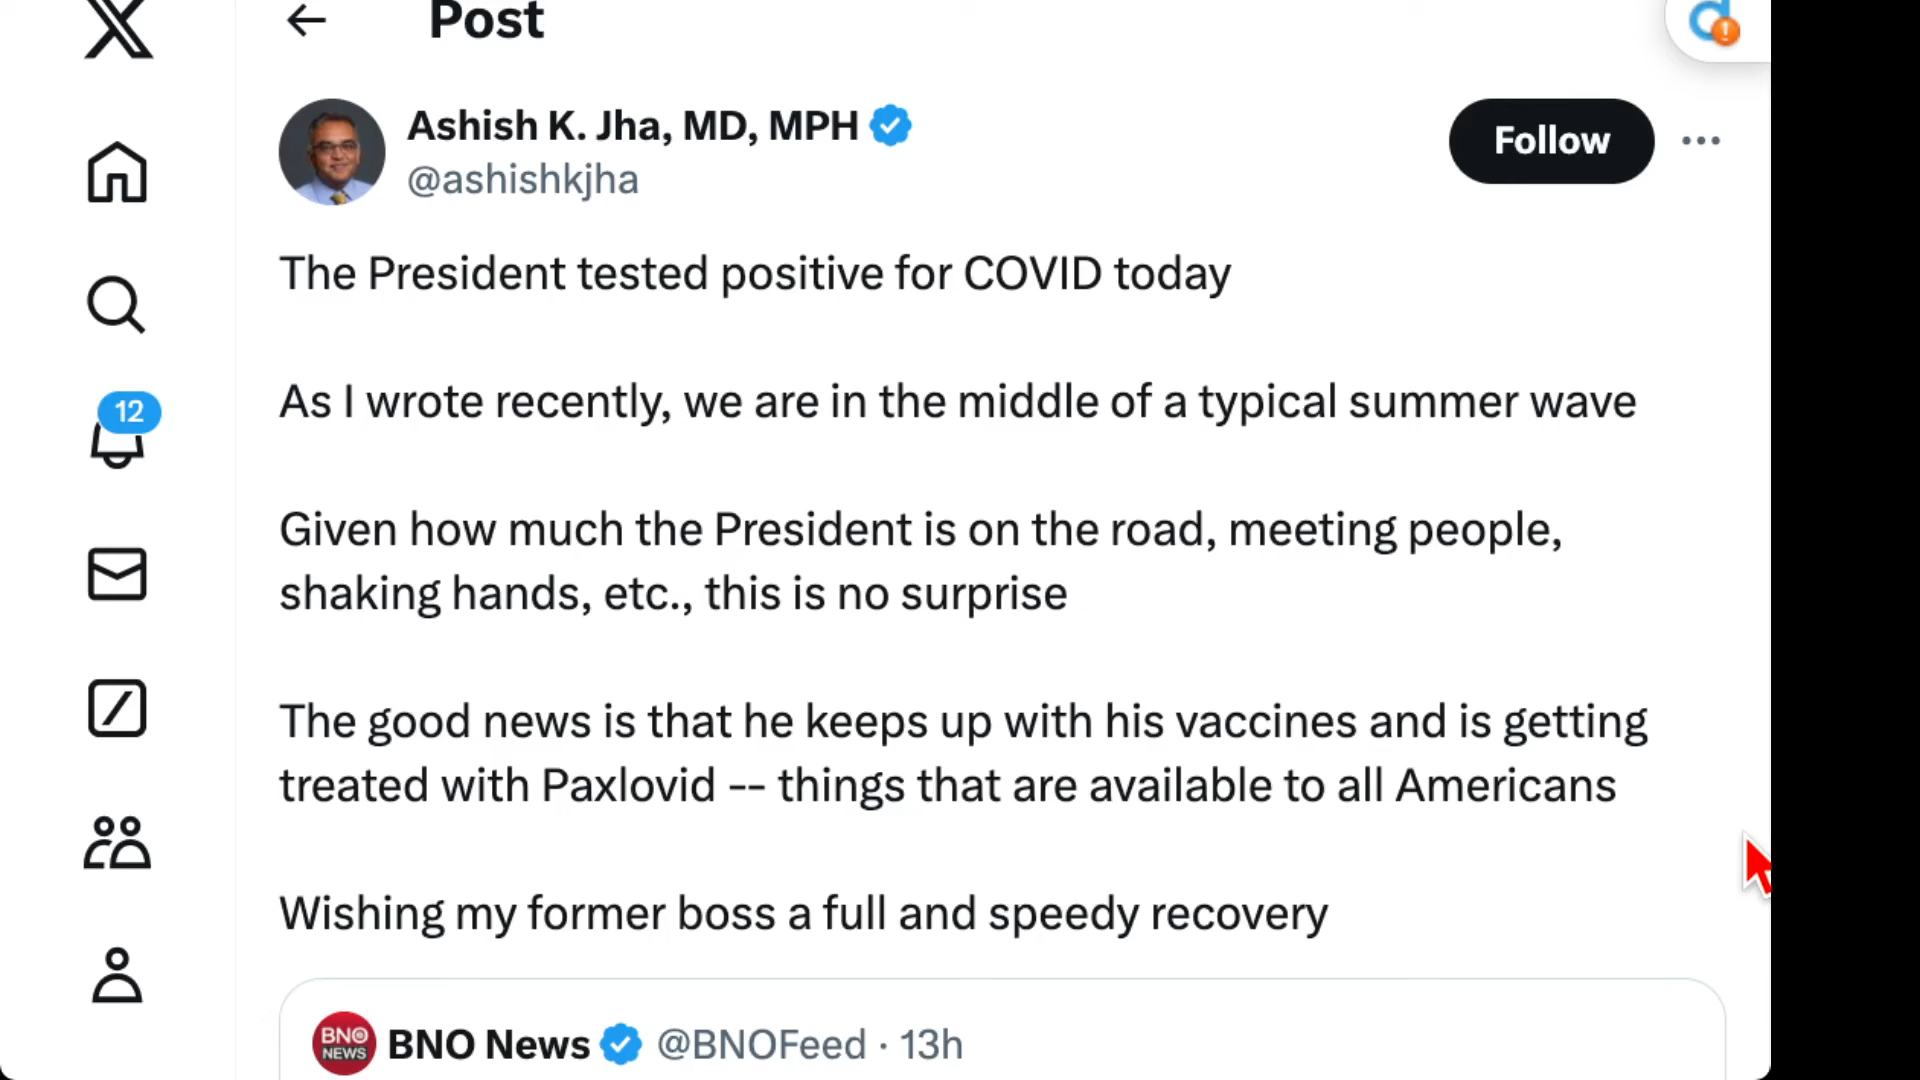 Post
Ashish K. Jha, MD, MPH
Follow
@ashishkjha
The President tested positive for COVID today
As I wrote recently, we are in the middle of a typical summer wave
12
Given how much the President is on the road, meeting people,
shaking hands, etc., this is no surprise
The good news is that he keeps up with his vaccines and is getting
treated with Paxlovid -- things that are available to all Americans
Wishing my former boss a full and speedy recovery
BNO NEWS
BNO News @BNOFeed · 13h